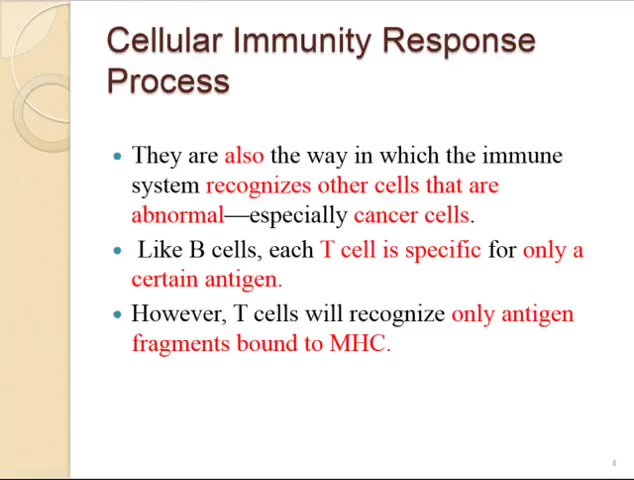 Cellular Immunity Response
Process
• They are also the way in which the immune
system recognizes other cells that are
abnormal—especially cancer cells.
• Like B cells, each T cell is specific for only a
certain antigen.
• However, T cells will recognize only antigen
fragments bound to MHC.
4